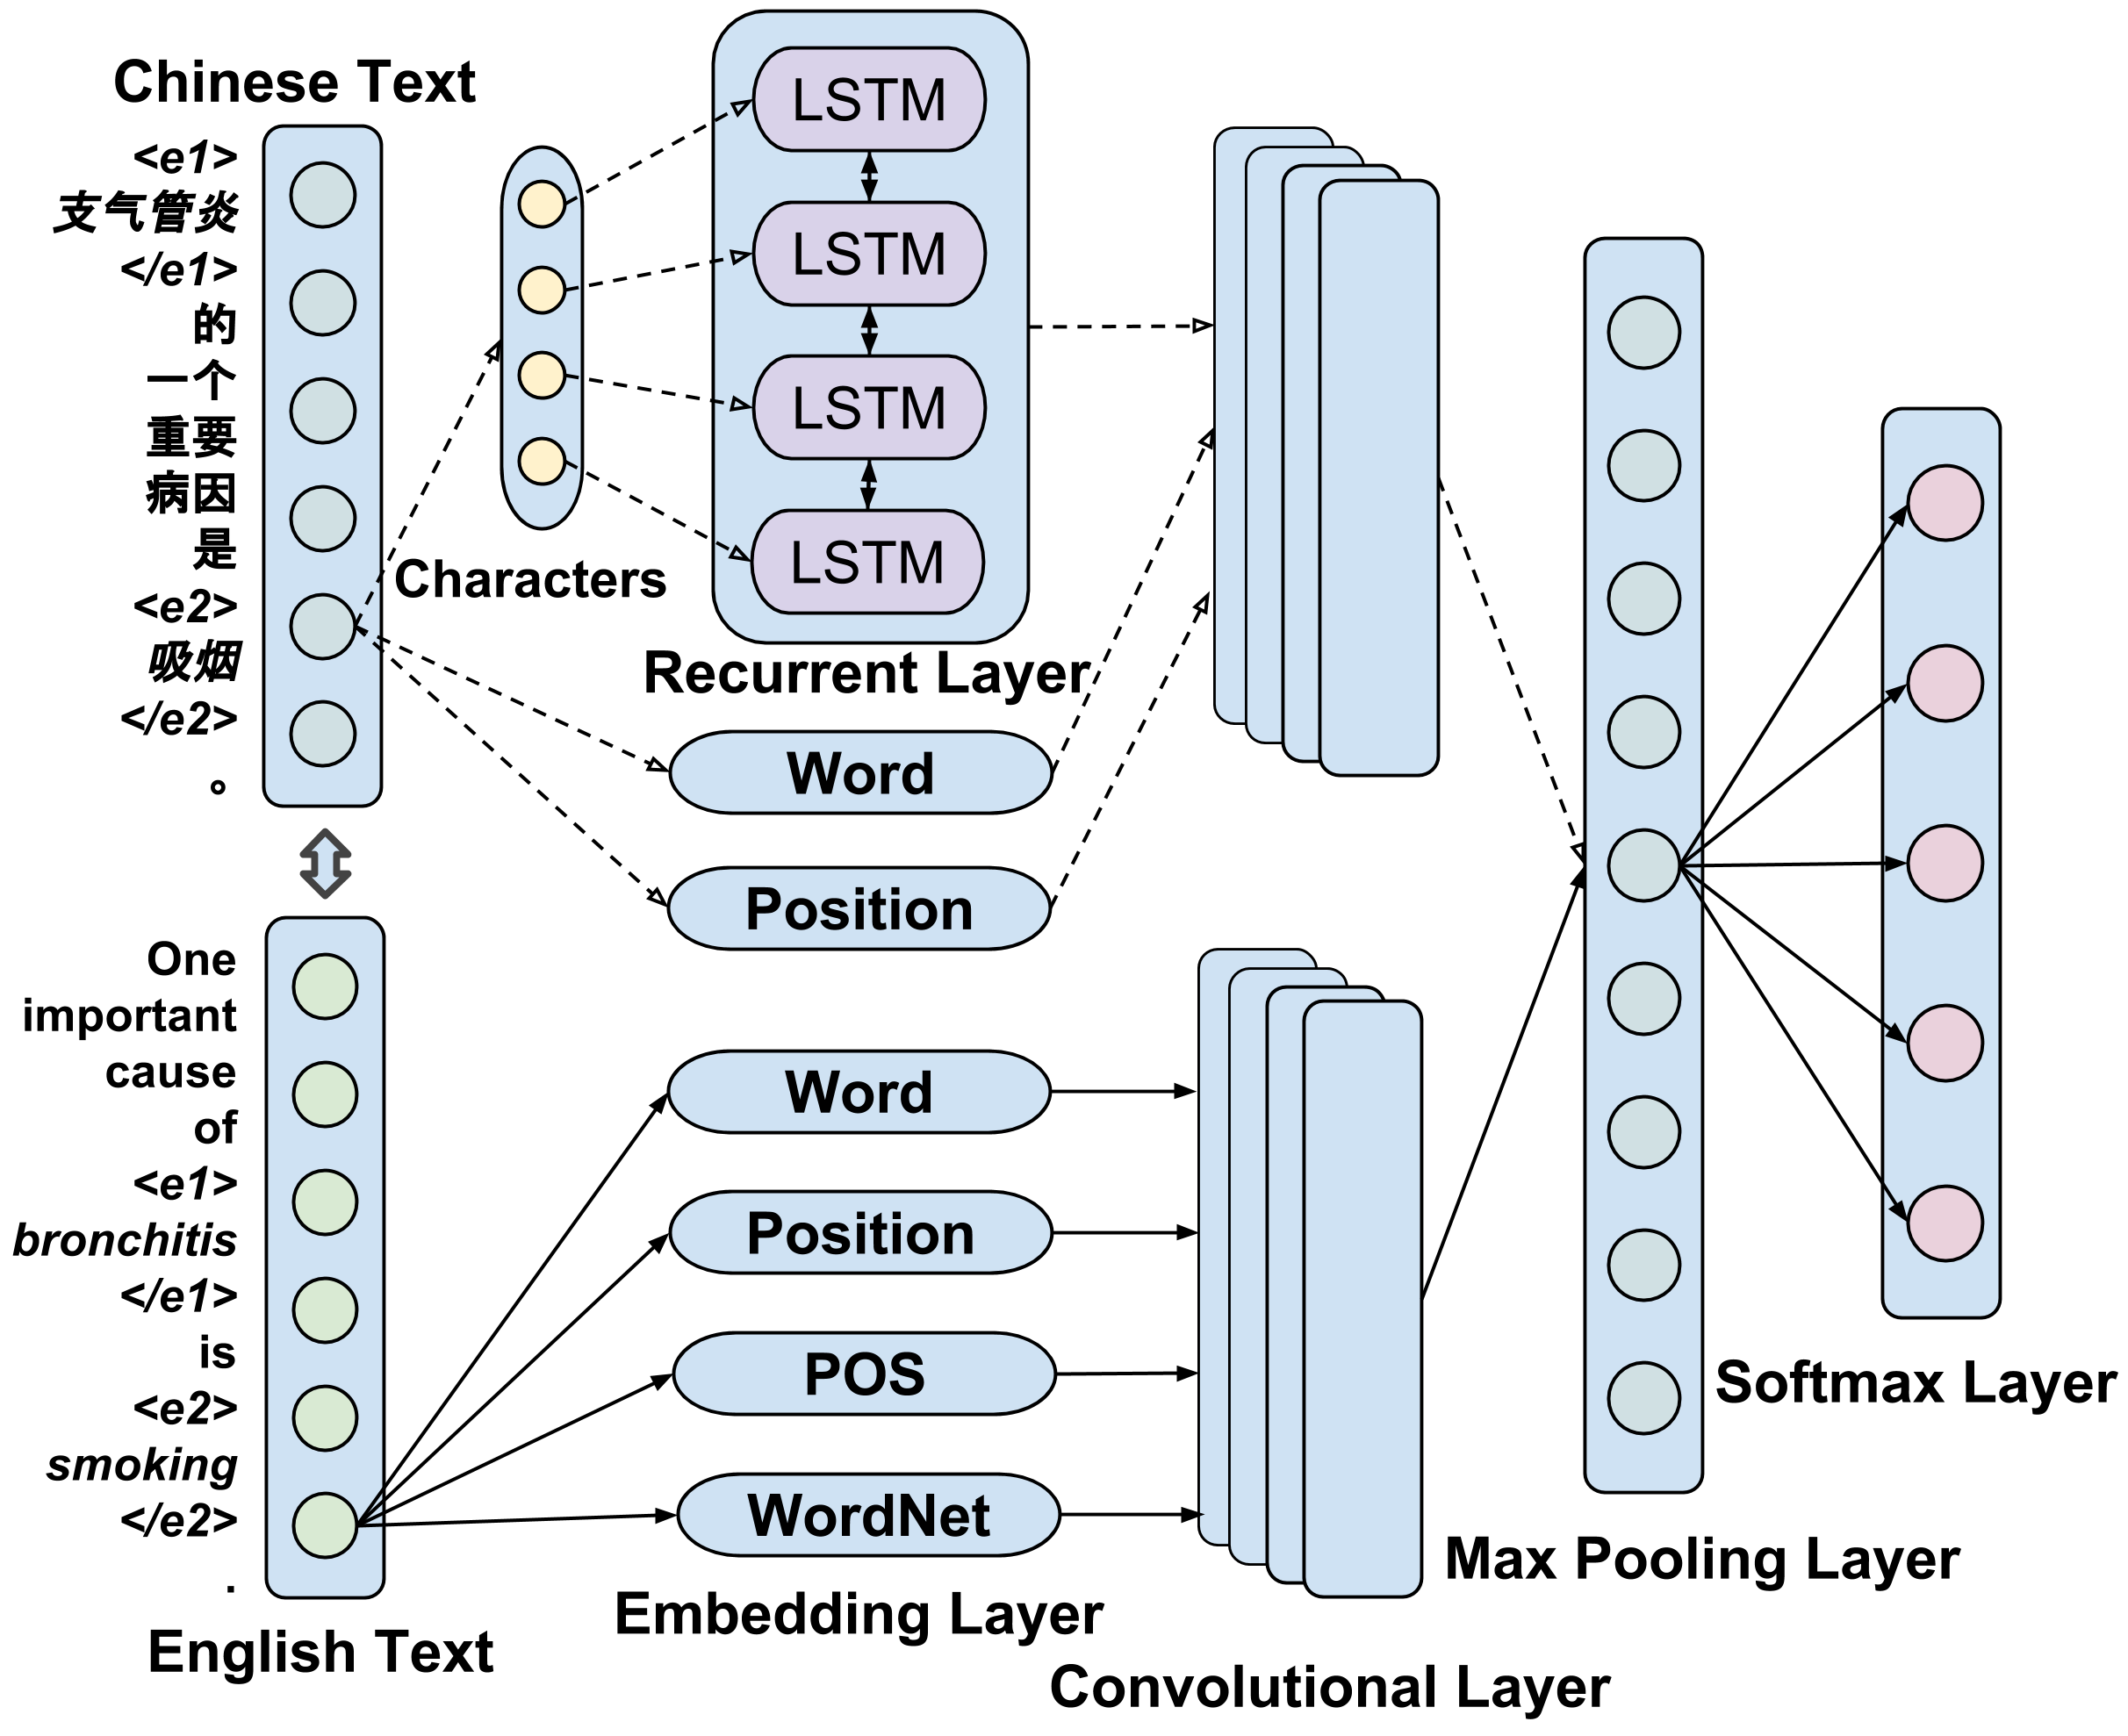 Chinese Text
<e1>
支气管炎
</e1>
的
一个
重要
病因
是
<e2>
吸烟
</e2>
。
Characters
LSTM
LSTM
LSTM
LSTM
Recurrent Layer
Word
Position
One
important
cause
of
<e1>
bronchitis
</e1>
is
<e2>
smoking
</e2>
.
English Text
Word
Position
POS
WordNet
Embedding Layer
Convolutional Layer
Max Pooling Layer
Softmax Layer